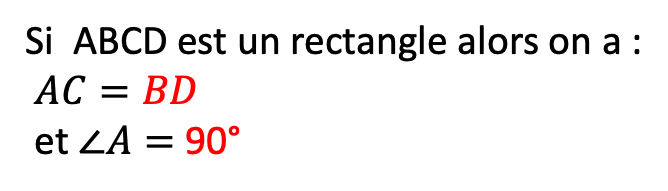 Si ABCD est un rectangle alors on a :
AC = BD
et ∠A = 90°